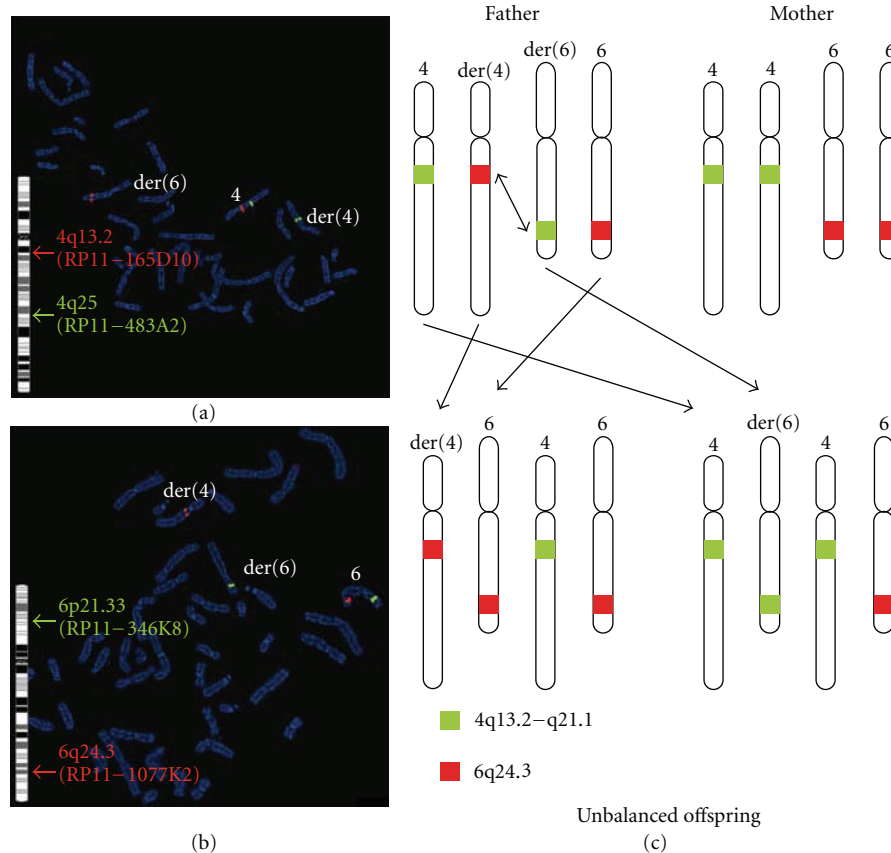 der(6)
4
der(4)
4q13.2
(RP11−165D10)
4q25
(RP11−483A2)
(a)
der(4)
der(6)
6
6p21.33
(RP11−346K8)
6q24.3
(RP11−1077K2)
(b)
Father
Mother
4
der(4)
der(6)
6
4
4
6
6
der(4)
6
4
6
4
der(6)
4
6
4q13.2−q21.1
6q24.3
Unbalanced offspring
(c)